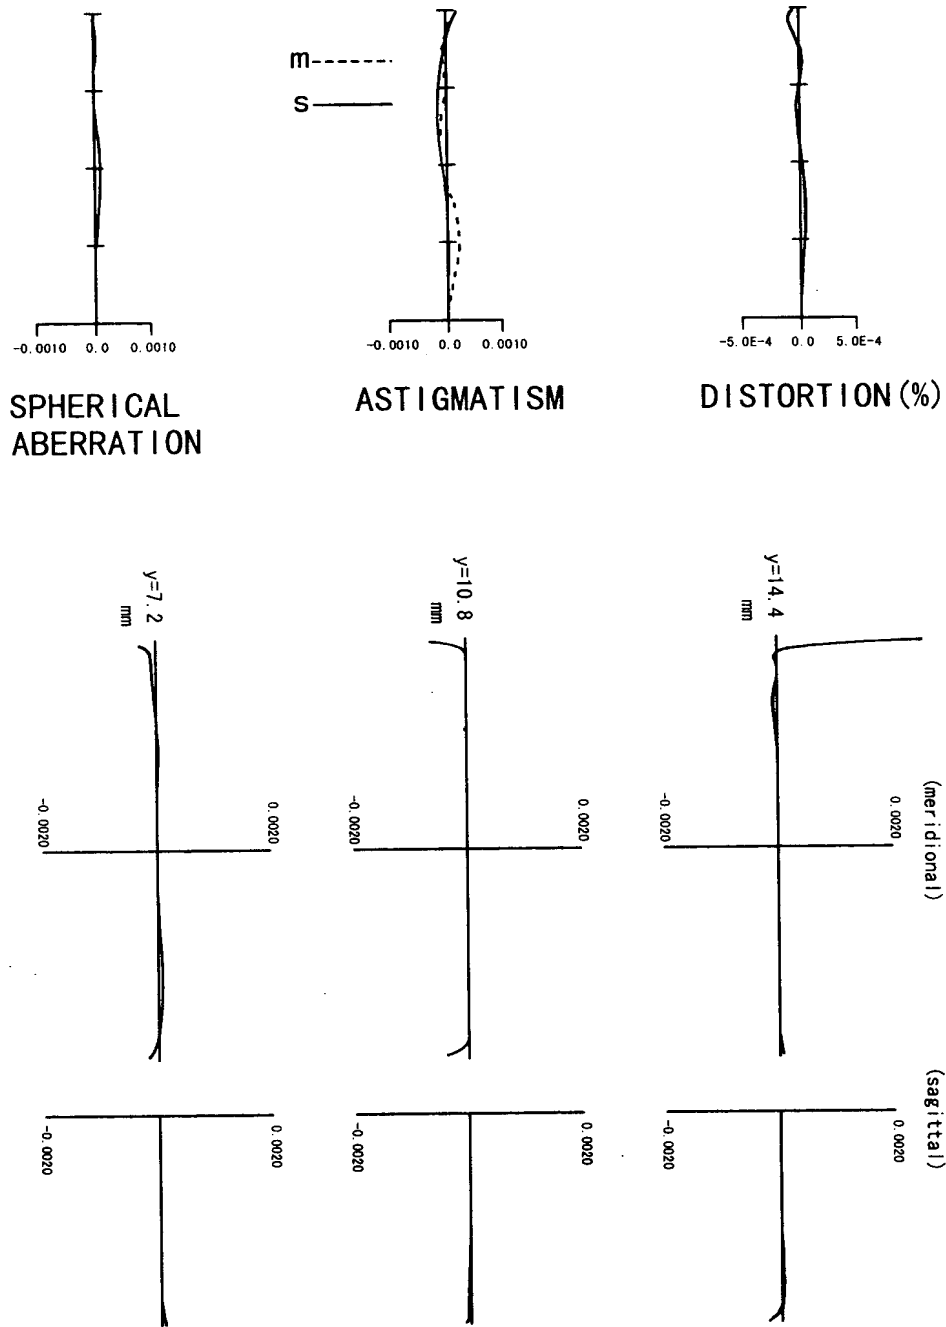 m
s
-0.0010 0.0 0.0010
-0.0010 0.0 0.0010
-5.0E-4 0.0 5.0E-4
SPHERICAL
ABERRATION
ASTIGMATISM
DISTORTION (%)
y=7.2
mm
y=10.8
mm
y=14.4
mm
-0.0020
0.0020
-0.0020
0.0020
-0.0020
0.0020
(meridional)
-0.0020
0.0020
-0.0020
0.0020
-0.0020
0.0020
(sagittal)